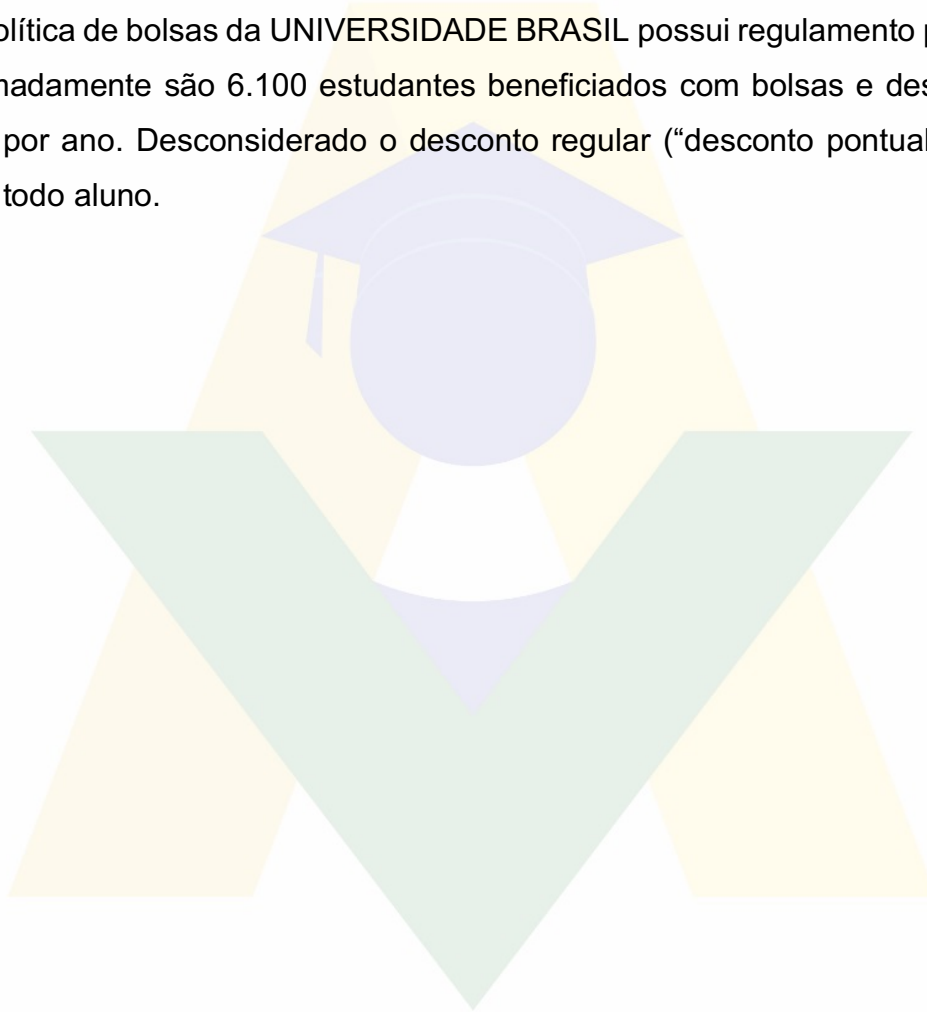 olítica de bolsas da UNIVERSIDADE BRASIL possui regulamento
madamente são 6.100 estudantes beneficiados com bolsas e des
por ano. Desconsiderado o desconto regular (“desconto pontual
todo aluno.